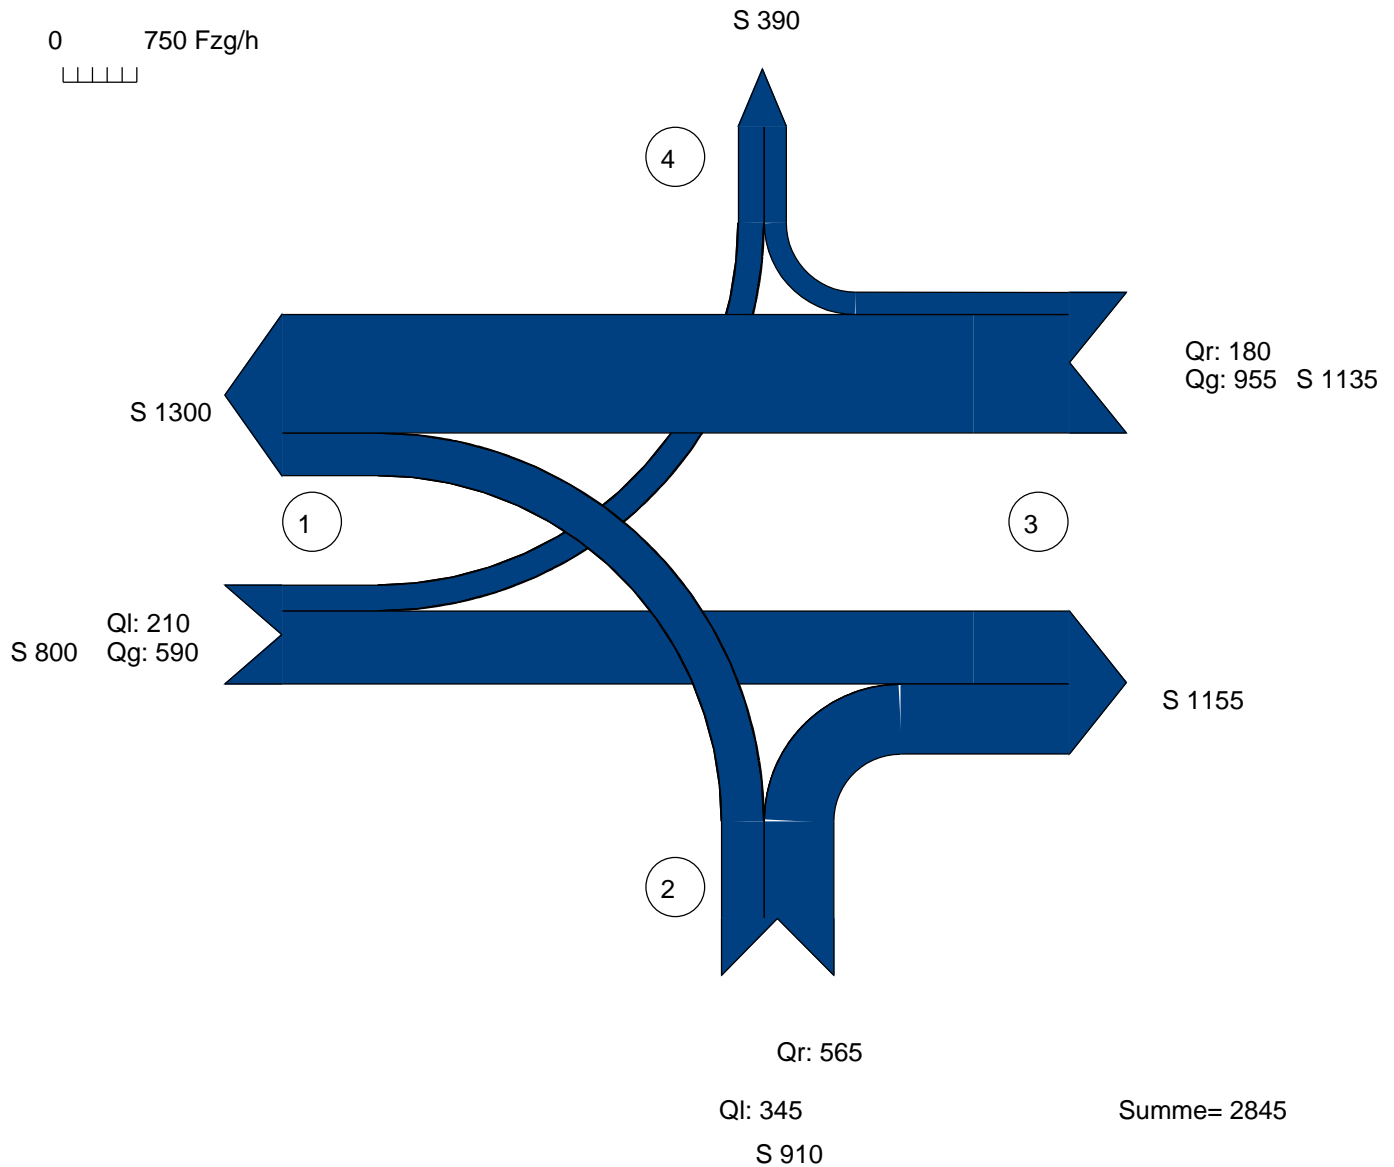 S 390
0 750 Fzg/h
4
Qr: 180
Qg: 955 S 1135
S 1300
1
3
Ql: 210
S 800 Qg: 590
S 1155
2
Qr: 565
Ql: 345
Summe= 2845
S 910